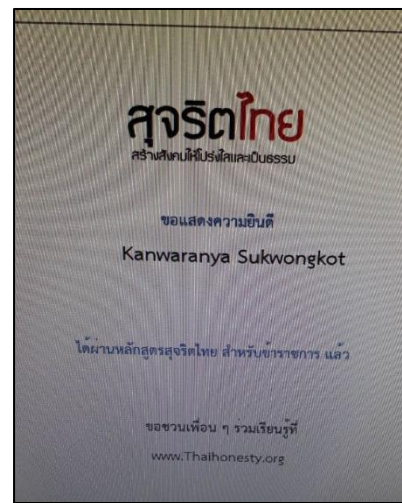 สุจริตไทย
สร้างสังคมให้โปร่งใสและเป็นธรรม
ขอแสดงความยินดี
Kanwaranya Sukwongkot
ได้ผ่านหลักสูตรสุจริตไทย สำหรับข้าราชการ แล้ว
ขอชวนเพื่อน ๆ ร่วมเรียนรู้ที่
www.Thaihonesty.org